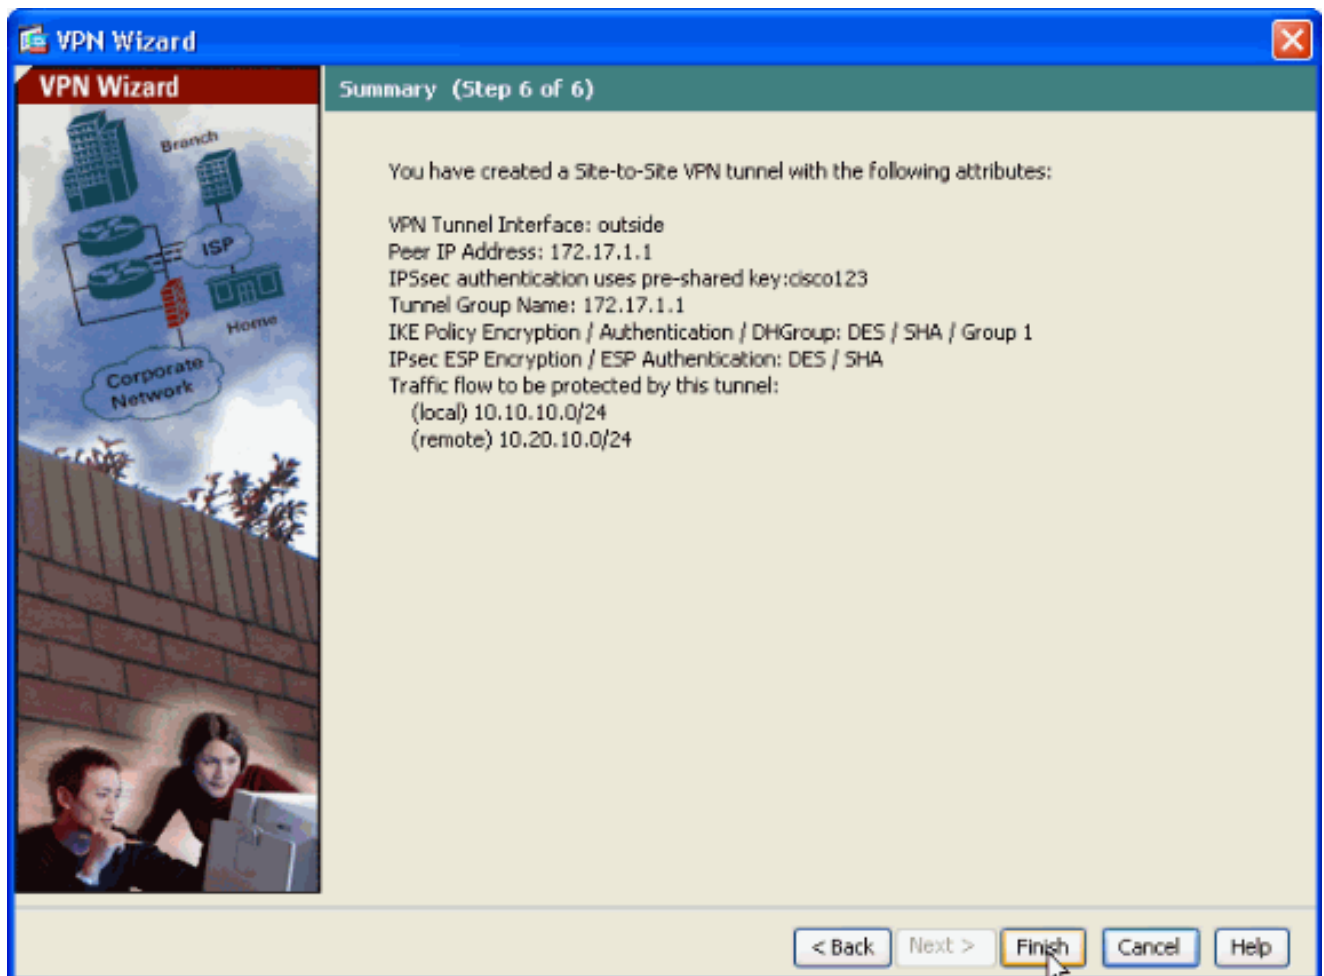 VPN Wizard
VPN Wizard
Summary (Step 6 of 6)
Branch
ISP
Home
Corporate
Network
You have created a Site-to-Site VPN tunnel with the following attributes:
VPN Tunnel Interface: outside
Peer IP Address: 172.17.1.1
IPSsec authentication uses pre-shared key:cisco123
Tunnel Group Name: 172.17.1.1
IKE Policy Encryption / Authentication / DHGroup: DES / SHA / Group 1
IPsec ESP Encryption / ESP Authentication: DES / SHA
Traffic flow to be protected by this tunnel:
(local) 10.10.10.0/24
(remote) 10.20.10.0/24
< Back Next > Finish Cancel Help